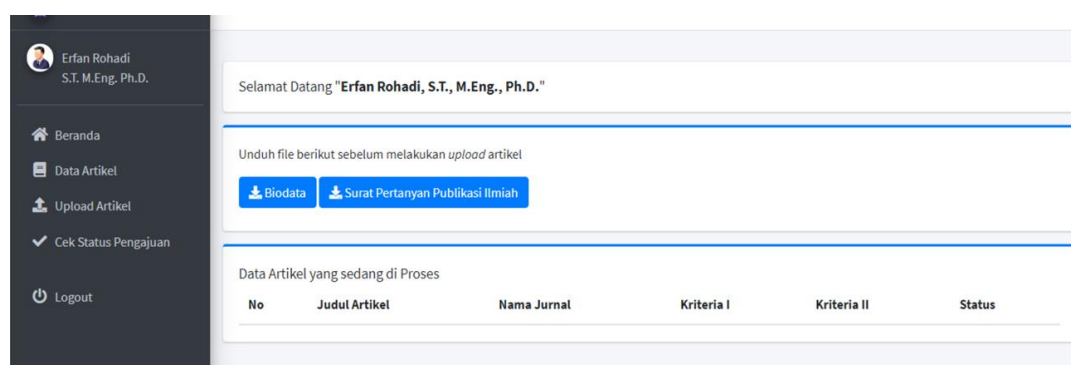 Erfan Rohadi
S.T. M.Eng. Ph.D.
Beranda
Data Artikel
Upload Artikel
Cek Status Pengajuan
Logout
Selamat Datang "Erfan Rohadi, S.T., M.Eng., Ph.D."
Unduh file berikut sebelum melakukan upload artikel
Biodata
Surat Pertanyan Publikasi Ilmiah
Data Artikel yang sedang di Proses
No Judul Artikel Nama Jurnal Kriteria I Kriteria II Status